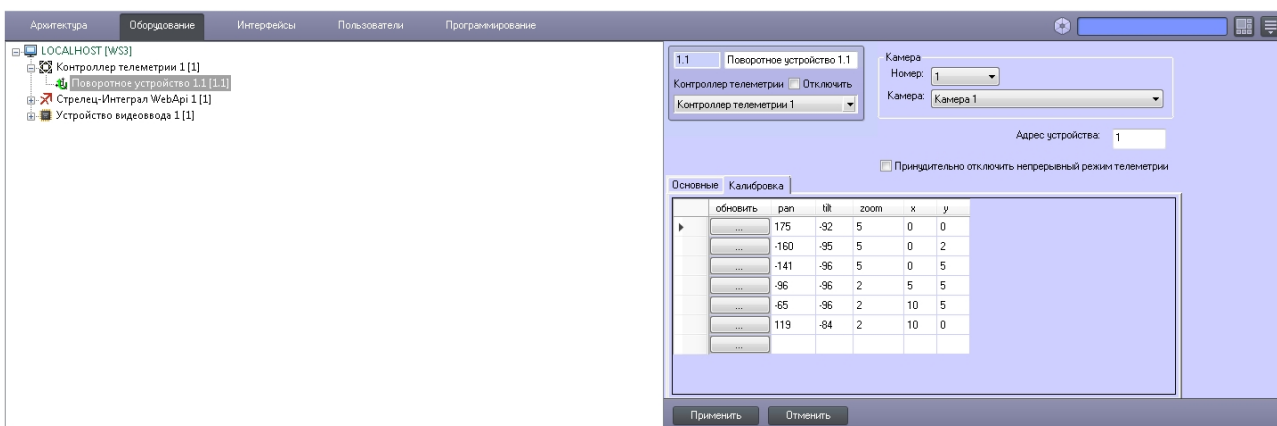 Архитектура Оборудование Интерфейсы Пользователи Программирование
LOCALHOST [WS3]
Контроллер телеметрии 1 [1]
Поворотное устройство 1.1 [1.1]
Стрелец-Интеграл WebApi 1 [1]
Устройство видеоввода 1 [1]
1.1 Поворотное устройство 1.1
Контроллер телеметрии Отключить
Контроллер телеметрии 1
Камера
Номер: 1
Камера: Камера 1
Адрес устройства: 1
Принудительно отключить непрерывный режим телеметрии
Основные Калибровка
обновить pan tilt zoom x y
... 175 -92 5 0 0
... -160 -95 5 0 2
... -141 -96 5 0 5
... -96 -96 2 5 5
... -65 -96 2 10 5
... 119 -84 2 10 0
...
Применить Отменить